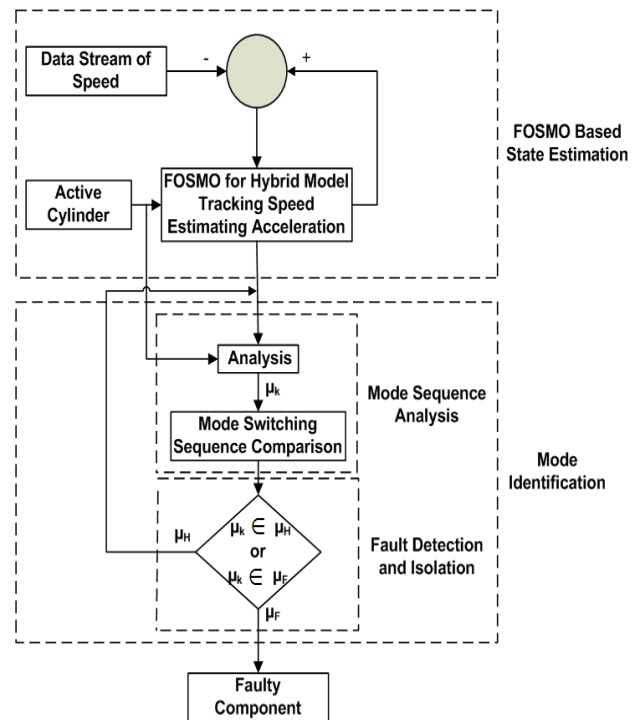 Data Stream of
Speed
-
+
FOSMO Based
State Estimation
Active
Cylinder
FOSMO for Hybrid Model
Tracking Speed
Estimating Acceleration
Analysis
μk
Mode Switching
Sequence Comparison
Mode Sequence
Analysis
Mode
Identification
μH
μk ∈ μH
or
μk ∈ μF
Fault Detection
and Isolation
μF
Faulty
Component